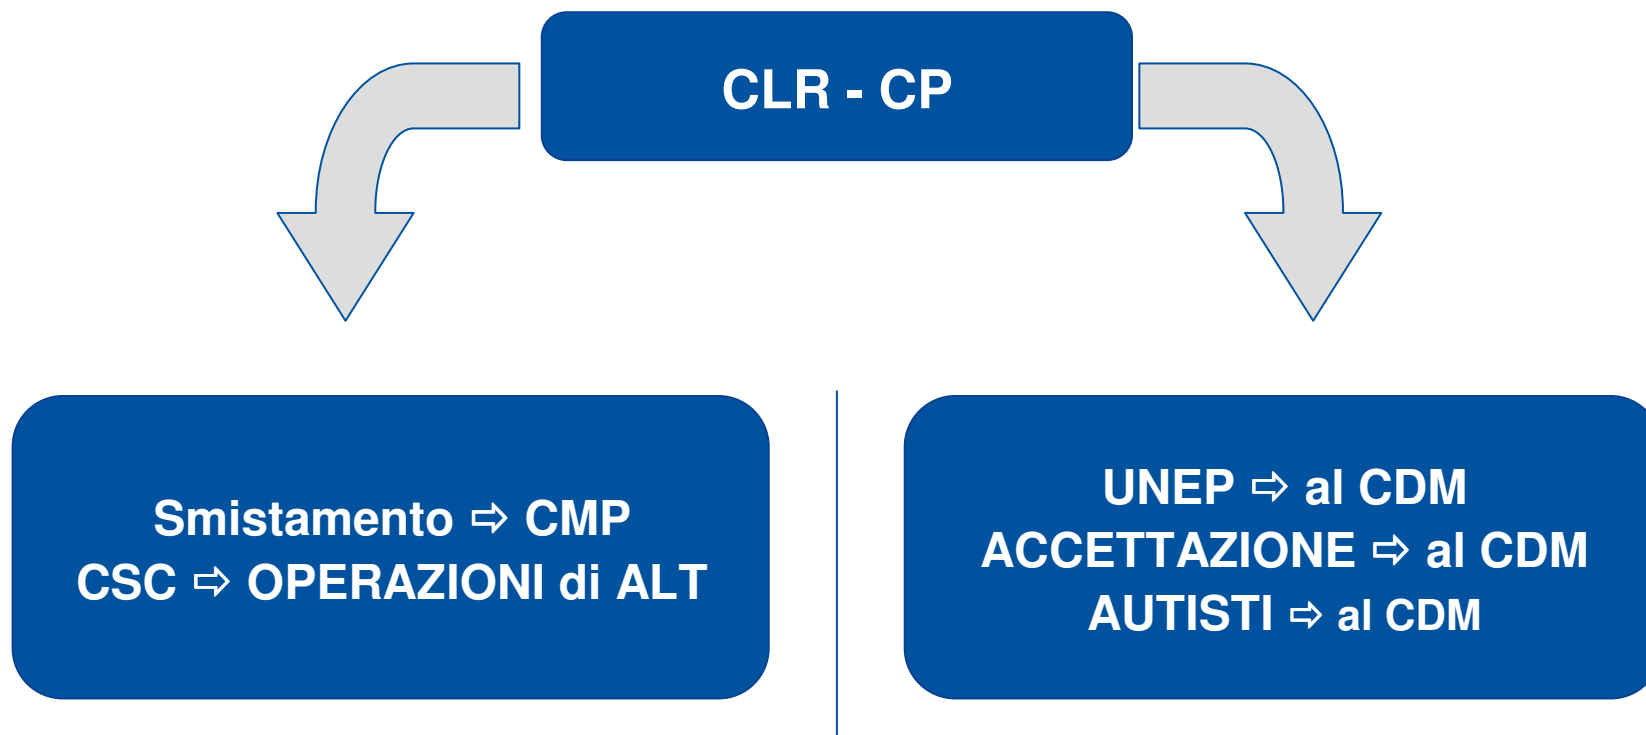 CLR - CP
Smistamento ⇨ CMP
CSC ⇨ OPERAZIONI di ALT
UNEP ⇨ al CDM
ACCETTAZIONE ⇨ al CDM
AUTISTI ⇨ al CDM